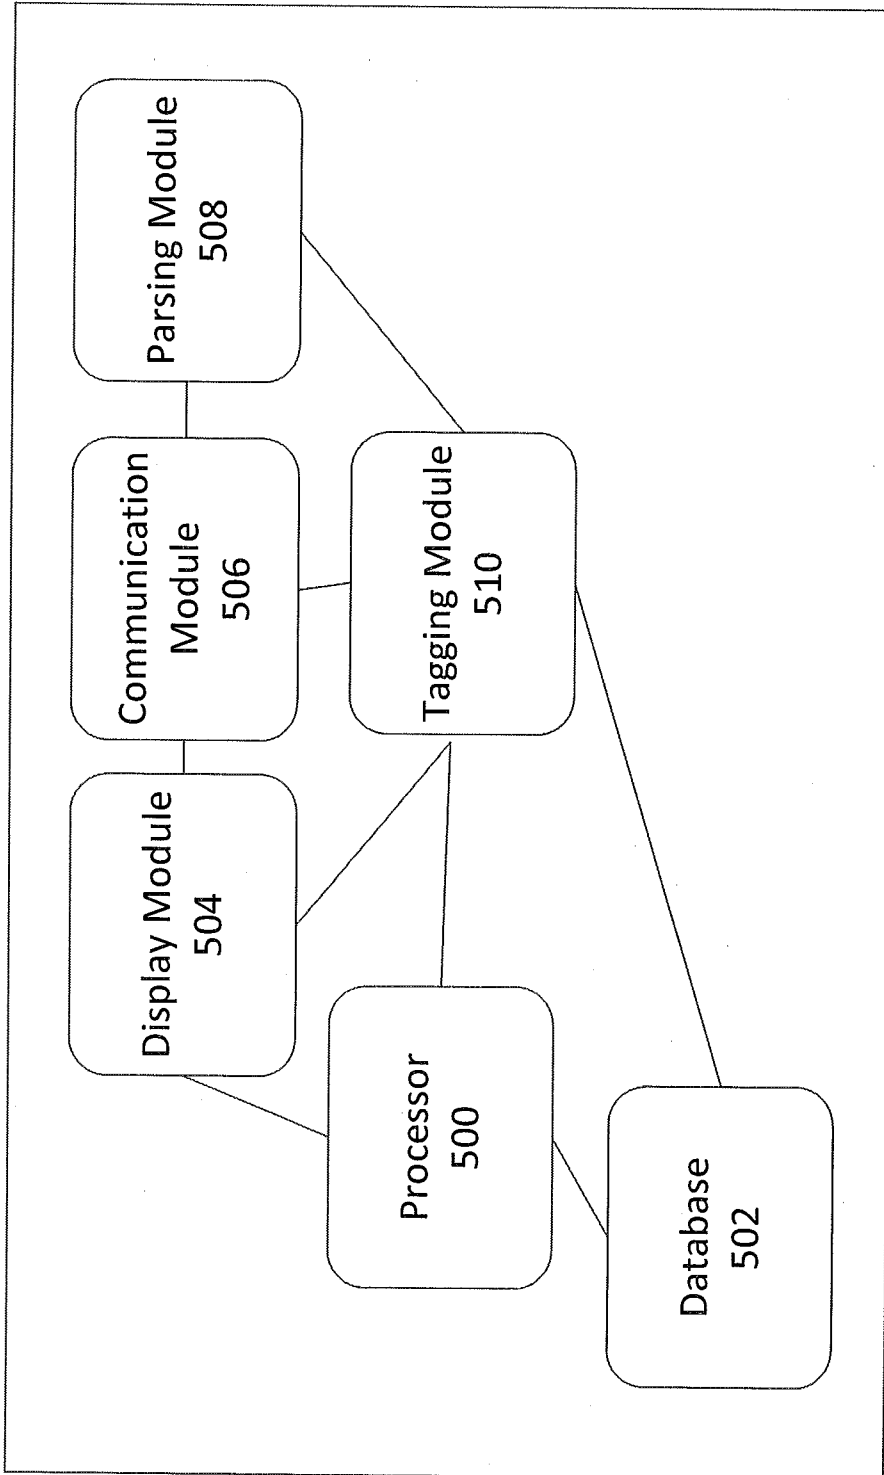 Display Module
504
Communication
Module
506
Parsing Module
508
Processor
500
Tagging Module
510
Database
502